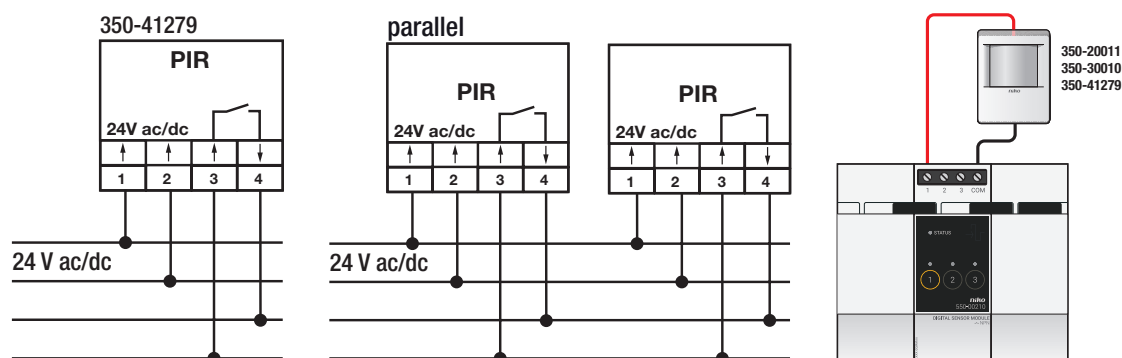 350-41279
PIR
24V ac/dc
1 2 3 4
24 V ac/dc
parallel
PIR
24V ac/dc
1 2 3 4
PIR
24V ac/dc
1 2 3 4
24 V ac/dc
350-20011
350-30010
350-41279
niko
1 2 3 COM
STATUS
1 2 3
niko
550-00210
DIGITAL SENSOR MODULE